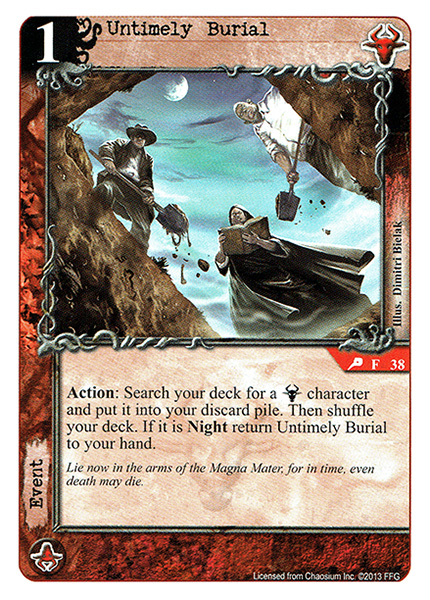 1
Untimely Burial
Illus. Dimitri Bielak
F 38
Action: Search your deck for a character
and put it into your discard pile. Then shuffle
your deck. If it is Night return Untimely Burial
to your hand.
Lie now in the arms of the Magna Mater, for in time, even
death may die.
Event
Licensed from Chaosium Inc. ©2013 FFG